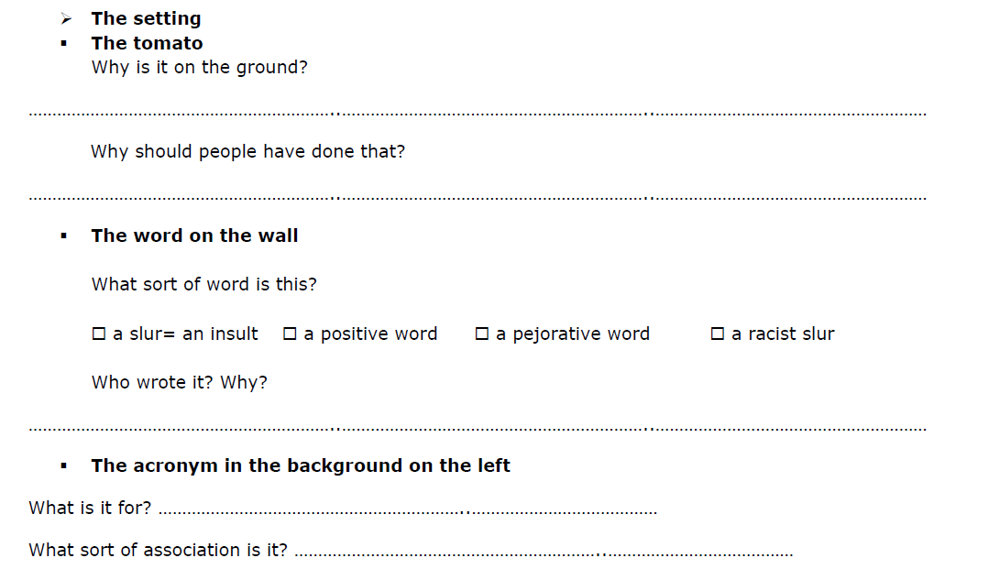 ➢ The setting
▪ The tomato
Why is it on the ground?
………………………………………………………..………………………………………………………..…………………………………………………
Why should people have done that?
………………………………………………………..………………………………………………………..…………………………………………………
▪ The word on the wall
What sort of word is this?
☐ a slur= an insult ☐ a positive word ☐ a pejorative word ☐ a racist slur
Who wrote it? Why?
………………………………………………………..………………………………………………………..…………………………………………………
▪ The acronym in the background on the left
What is it for? ………………………………………………………..…………………………………
What sort of association is it? ………………………………………………………..…………………………………